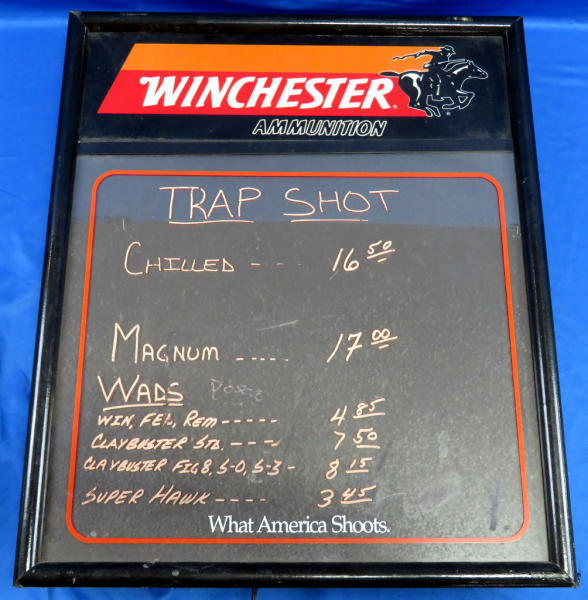 WINCHESTER®
AMMUNITION
TRAP SHOT
CHILLED - - - - 16 50
MAGNUM ----- 17 00
WADS
WIN, FED, REM ----- 4 85
CLAYBUSTER STD. ---- 7 50
CLAYBUSTER FIG 8, S-0, S-3 - 8 15
SUPER HAWK ---- 3 45
What America Shoots.